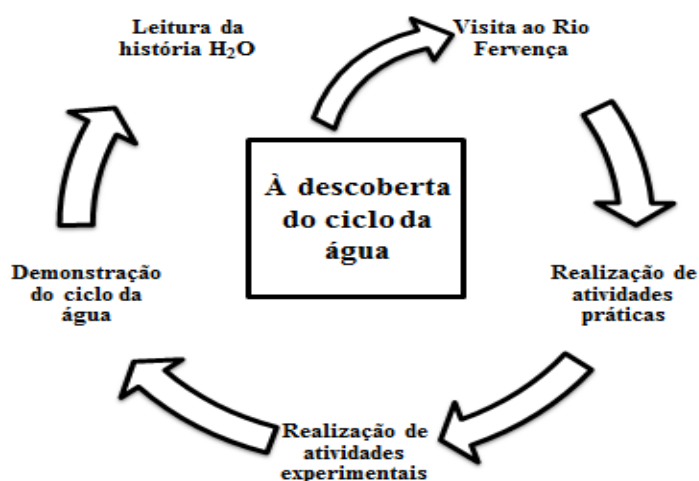 À descoberta
do ciclo da
água
Visita ao Rio
Fervença
Realização de
atividades
práticas
Realização de
atividades
experimentais
Demonstração
do ciclo da
água
Leitura da
história H₂O